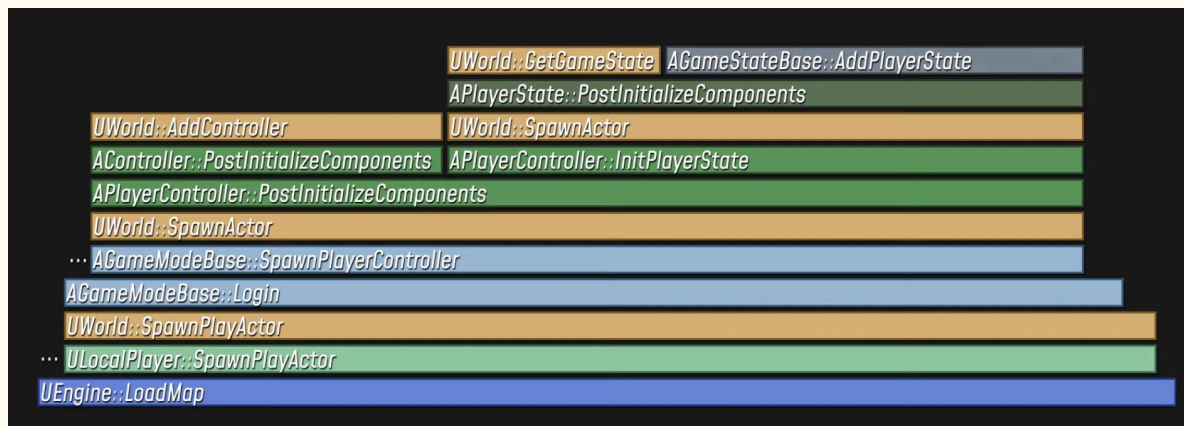 UWorld::GetGameState AGameStateBase::AddPlayerState
APlayerState::PostInitializeComponents
UWorld::AddController UWorld::SpawnActor
AController::PostInitializeComponents APlayerController::InitPlayerState
APlayerController::PostInitializeComponents
UWorld::SpawnActor
... AGameModeBase::SpawnPlayerController
AGameModeBase::Login
UWorld::SpawnPlayActor
... ULocalPlayer::SpawnPlayActor
UEngine::LoadMap